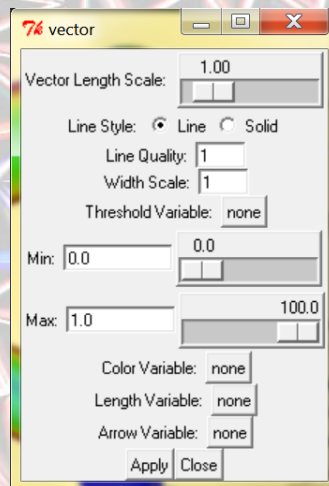 vector
1.00
Vector Length Scale:
Line Style: Line Solid
Line Quality: 1
Width Scale: 1
Threshold Variable: none
0.0
Min: 0.0
100.0
Max: 1.0
Color Variable: none
Length Variable: none
Arrow Variable: none
Apply Close